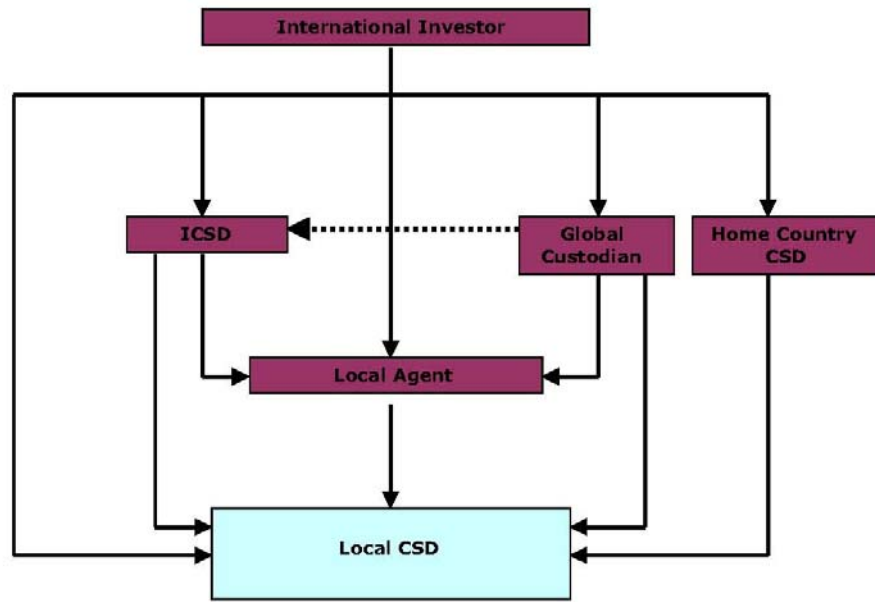 International Investor
ICSD
Global
Custodian
Home Country
CSD
Local Agent
Local CSD